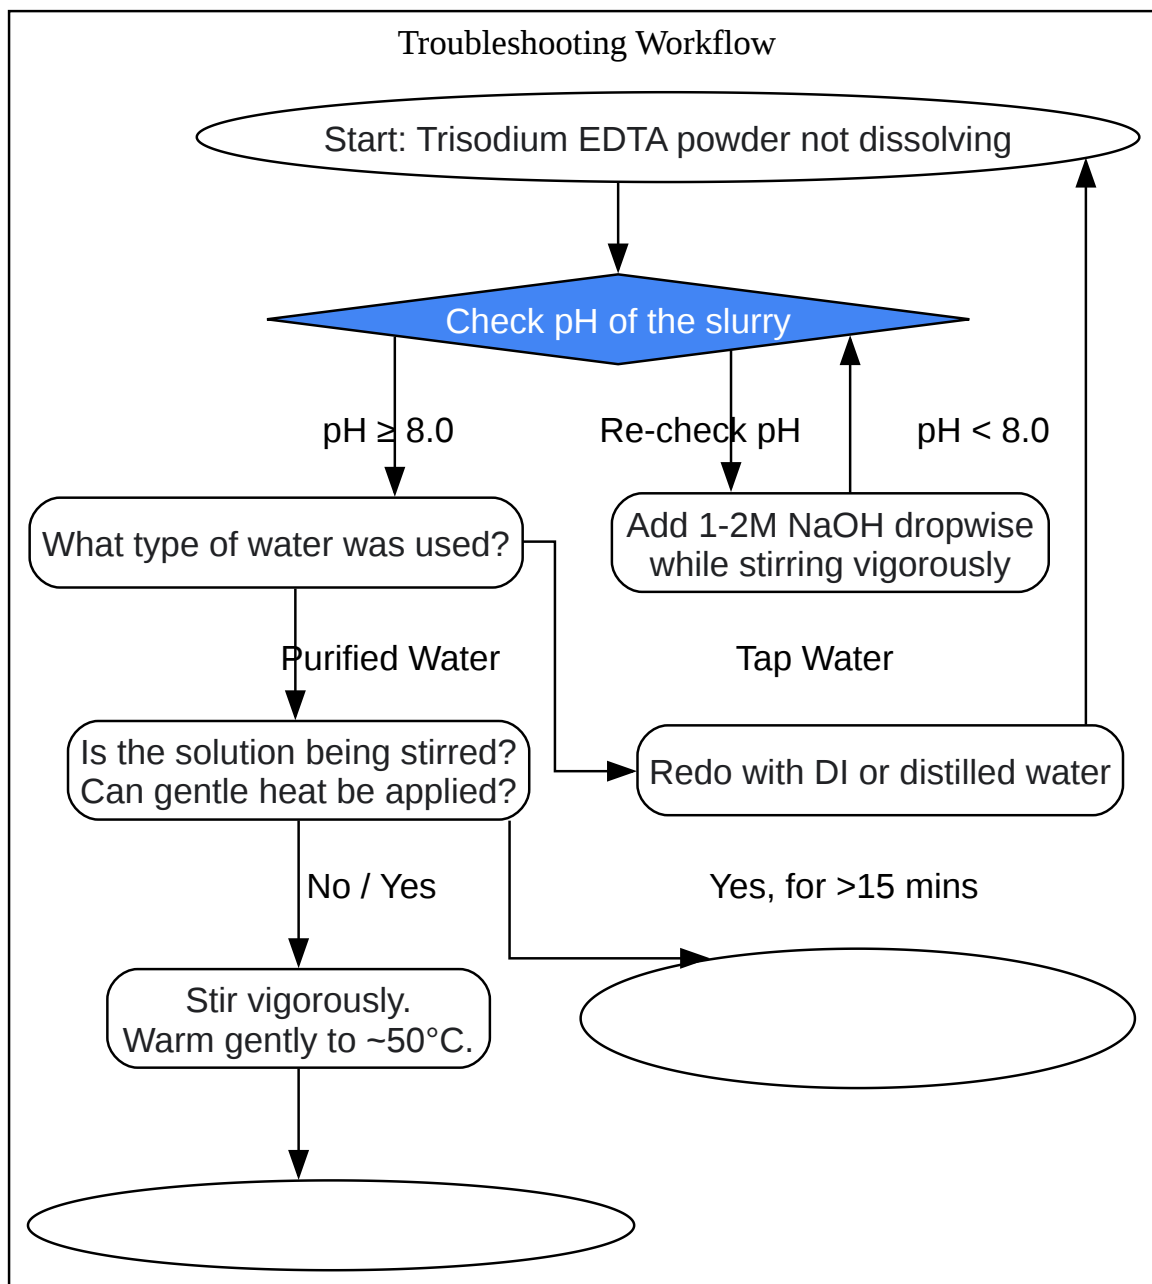 Troubleshooting Workflow
Start: Trisodium EDTA powder not dissolving
Check pH of the slurry
pH ≥ 8.0
Re-check pH
pH < 8.0
What type of water was used?
Add 1-2M NaOH dropwise
while stirring vigorously
Purified Water
Tap Water
Is the solution being stirred?
Can gentle heat be applied?
Redo with DI or distilled water
No / Yes
Yes, for >15 mins
Stir vigorously.
Warm gently to ~50°C.